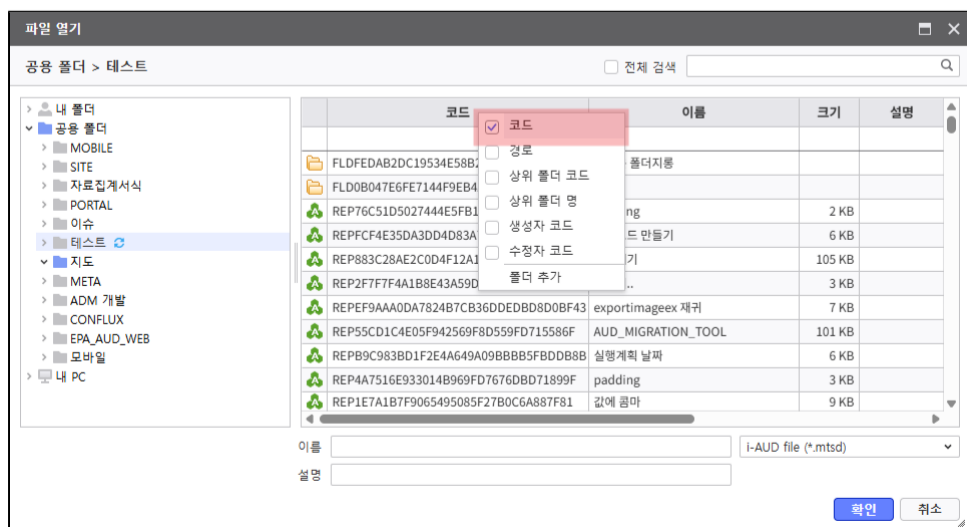 파일 열기
공용 폴더 > 테스트
전체 검색
내 폴더
공용 폴더
MOBILE
SITE
자료집계서식
PORTAL
이슈
테스트
지도
META
ADM 개발
CONFLUX
EPA_AUD_WEB
모바일
내 PC
코드 이름 크기 설명
코드
경로
상위 폴더 코드
상위 폴더 명
생성자 코드
수정자 코드
폴더 추가
FLDFEDAB2DC19534E58B 폴더지롱
FLD0B047E6FE7144F9EB4
REP76C51D5027444E5FB1 ng 2 KB
REPFCF4E35DA3DD4D83A 드 만들기 6 KB
REP883C28AE2C0D4F12A1 기 105 KB
REP2F7F7F4A1B8E43A59D .. 3 KB
REPEF9AAA0DA7824B7CB36DDEDBD8D0BF43 exportimageex 재귀 7 KB
REP55CD1C4E05F942569F8D559FD715586F AUD_MIGRATION_TOOL 101 KB
REPB9C983BD1F2E4A649A09BBBB5FBDDB8B 실행계획 날짜 6 KB
REP4A7516E933014B969FD7676DBD71899F padding 3 KB
REP1E7A1B7F9065495085F27B0C6A887F81 값에 콤마 9 KB
이름 i-AUD file (*.mtsd)
설명
확인 취소